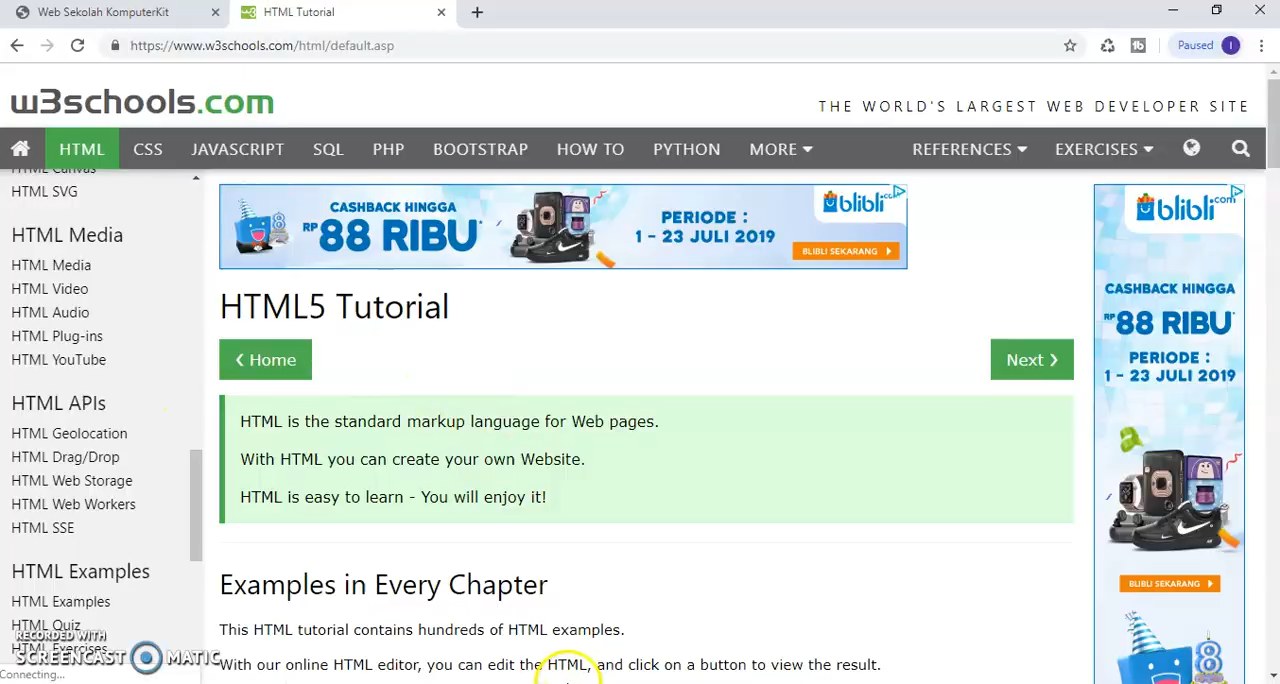 Web Sekolah KomputerKit
HTML Tutorial
https://www.w3schools.com/html/default.asp
Paused
I
w3schools.com
THE WORLD'S LARGEST WEB DEVELOPER SITE
HTML CSS JAVASCRIPT SQL PHP BOOTSTRAP HOW TO PYTHON MORE REFERENCES EXERCISES
HTML Canvas
HTML SVG
HTML Media
HTML Media
HTML Video
HTML Audio
HTML Plug-ins
HTML YouTube
HTML APIs
HTML Geolocation
HTML Drag/Drop
HTML Web Storage
HTML Web Workers
HTML SSE
HTML Examples
HTML Examples
HTML Quiz
HTML Exercises
RECORDED WITH
SCREENCAST MATIC
Connecting...
CASHBACK HINGGA
RP 88 RIBU*
PERIODE :
1 - 23 JULI 2019
blibli.com
BLIBLI SEKARANG
HTML5 Tutorial
❮ Home
Next ❯
HTML is the standard markup language for Web pages.
With HTML you can create your own Website.
HTML is easy to learn - You will enjoy it!
Examples in Every Chapter
This HTML tutorial contains hundreds of HTML examples.
With our online HTML editor, you can edit the HTML, and click on a button to view the result.
blibli.com
CASHBACK HINGGA
RP 88 RIBU*
PERIODE :
1 - 23 JULI 2019
BLIBLI SEKARANG
8